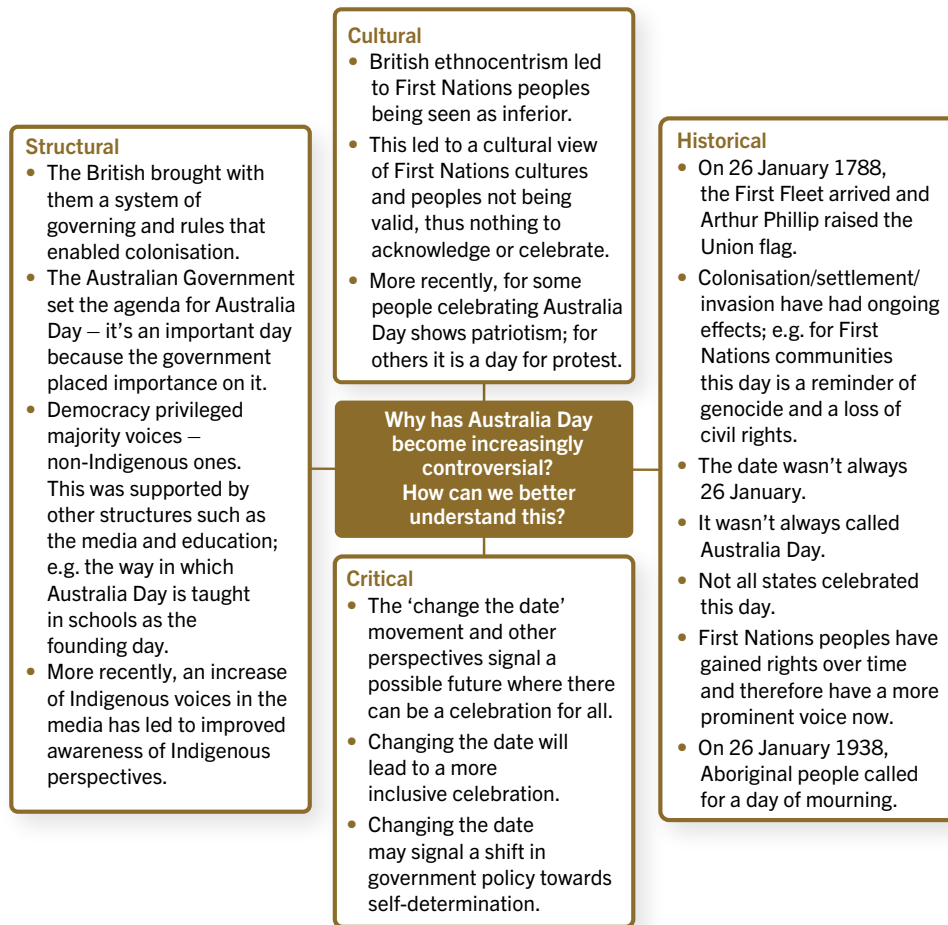 Cultural
• British ethnocentrism led
to First Nations peoples
being seen as inferior.
• This led to a cultural view
of First Nations cultures
and peoples not being
valid, thus nothing to
acknowledge or celebrate.
• More recently, for some
people celebrating Australia
Day shows patriotism; for
others it is a day for protest.
Structural
• The British brought with
them a system of
governing and rules that
enabled colonisation.
• The Australian Government
set the agenda for Australia
Day – it's an important day
because the government
placed importance on it.
• Democracy privileged
majority voices –
non-Indigenous ones.
This was supported by
other structures such as
the media and education;
e.g. the way in which
Australia Day is taught
in schools as the
founding day.
• More recently, an increase
of Indigenous voices in the
media has led to improved
awareness of Indigenous
perspectives.
Why has Australia Day
become increasingly
controversial?
How can we better
understand this?
Historical
• On 26 January 1788,
the First Fleet arrived and
Arthur Phillip raised the
Union flag.
• Colonisation/settlement/
invasion have had ongoing
effects; e.g. for First
Nations communities
this day is a reminder of
genocide and a loss of
civil rights.
• The date wasn't always
26 January.
• It wasn't always called
Australia Day.
• Not all states celebrated
this day.
• First Nations peoples have
gained rights over time
and therefore have a more
prominent voice now.
• On 26 January 1938,
Aboriginal people called
for a day of mourning.
Critical
• The 'change the date'
movement and other
perspectives signal a
possible future where there
can be a celebration for all.
• Changing the date will
lead to a more
inclusive celebration.
• Changing the date
may signal a shift in
government policy towards
self-determination.